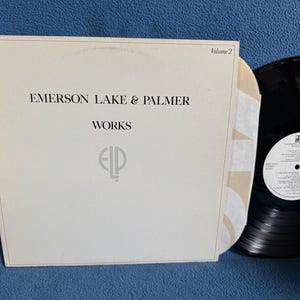 Volume 2
EMERSON LAKE & PALMER
WORKS
ELP